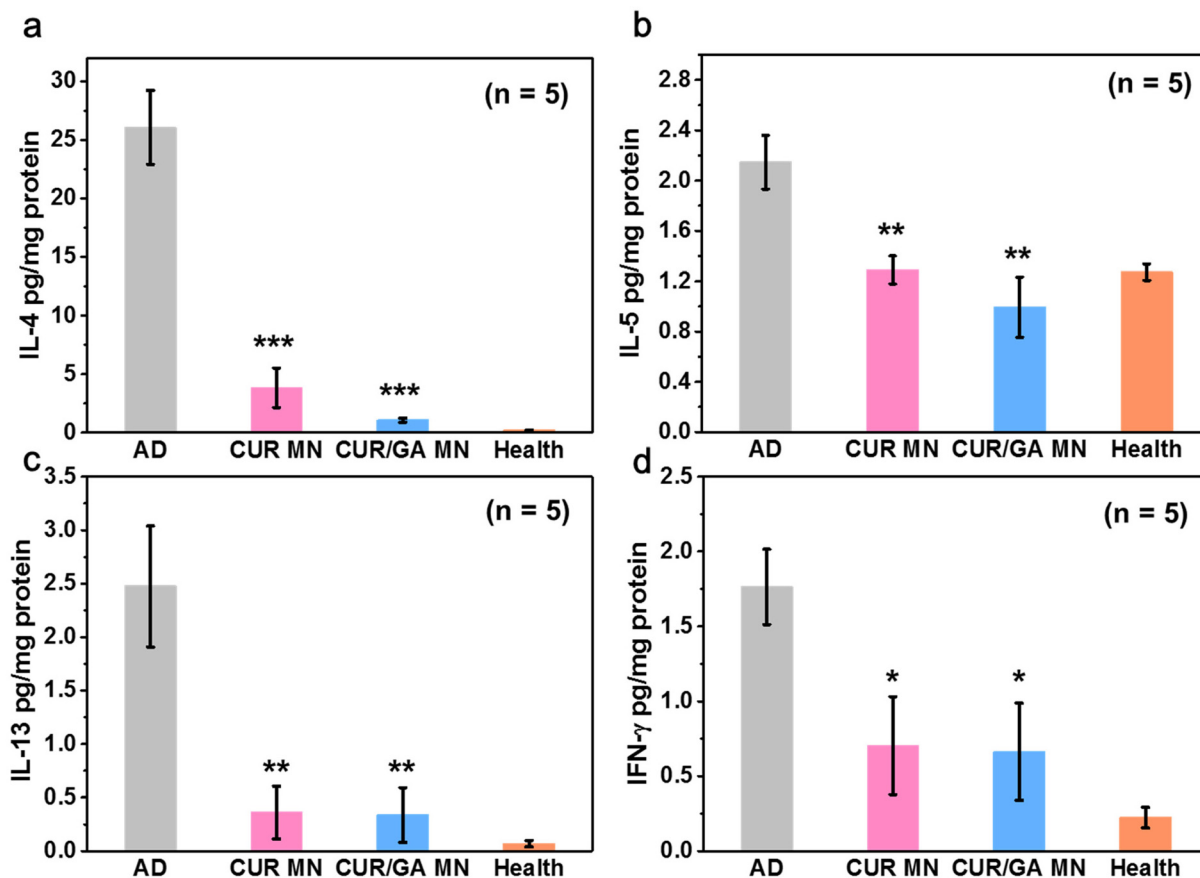 a
(n = 5)
IL-4 pg/mg protein
30
25
20
15
10
5
0
***
***
AD CUR MN CUR/GA MN Health
b
(n = 5)
IL-5 pg/mg protein
2.8
2.4
2.0
1.6
1.2
0.8
0.4
0.0
**
**
AD CUR MN CUR/GA MN Health
c
(n = 5)
IL-13 pg/mg protein
3.5
3.0
2.5
2.0
1.5
1.0
0.5
0.0
**
**
AD CUR MN CUR/GA MN Health
d
(n = 5)
IFN-γ pg/mg protein
2.5
2.0
1.5
1.0
0.5
0.0
*
*
AD CUR MN CUR/GA MN Health